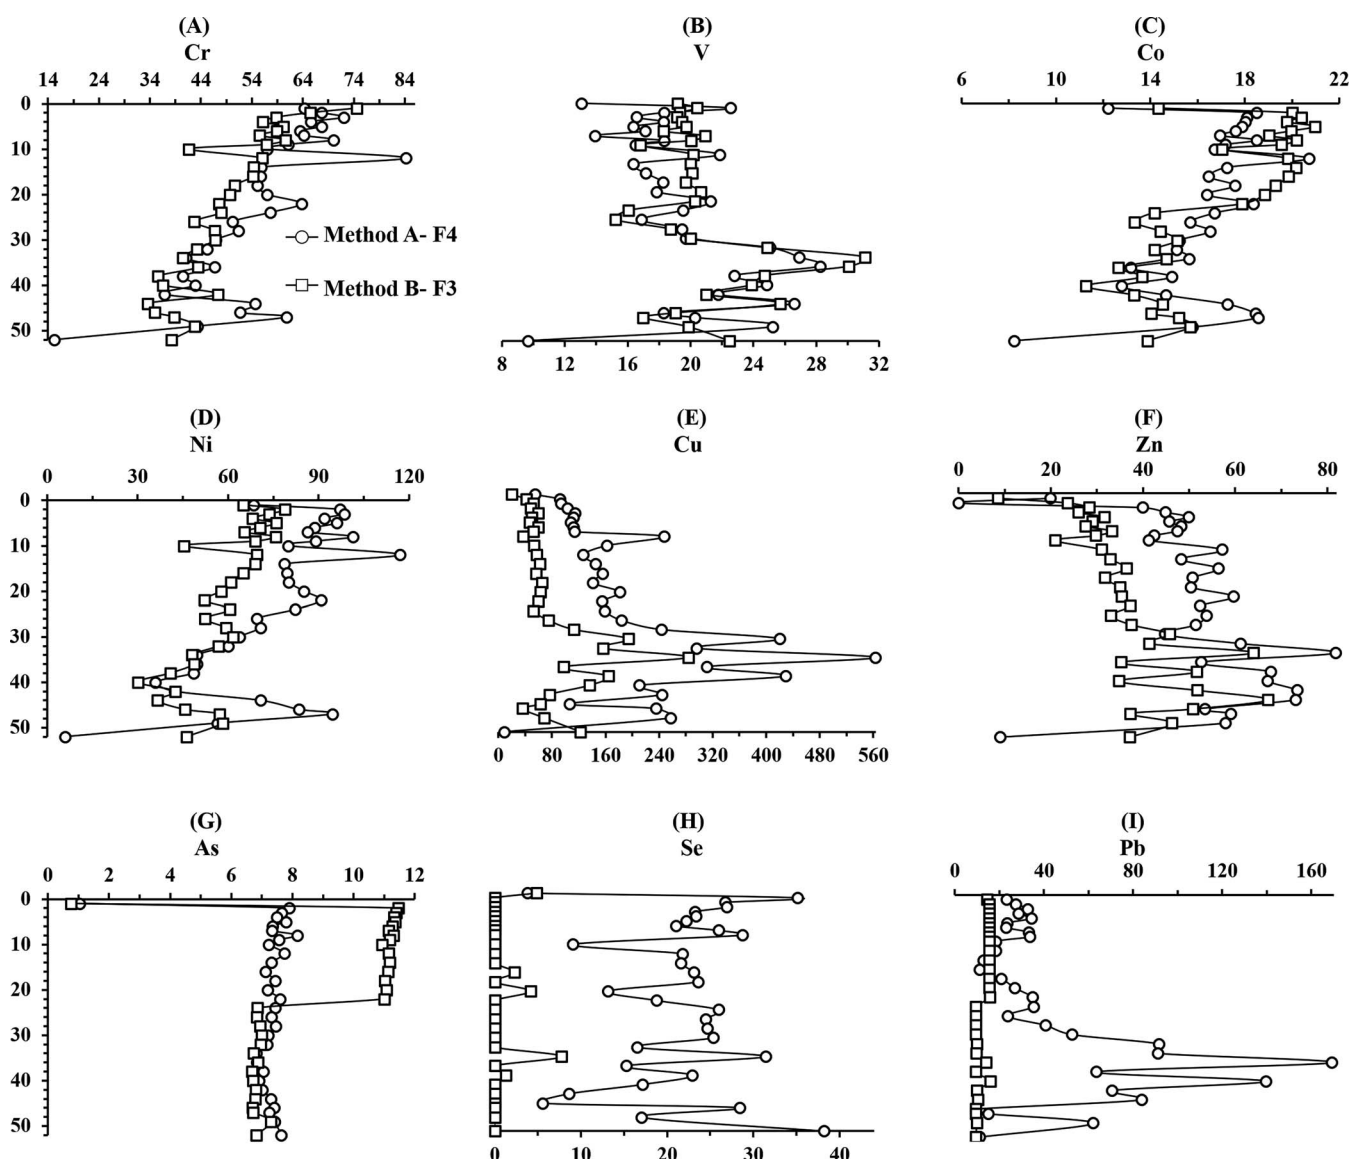 (A) (B) (C)
Cr V Co
14 24 34 44 54 64 74 84 6 10 14 18 22
0
10
20
30 Method A- F4
Method B- F3
40
50
8 12 16 20 24 28 32
(D) (E) (F)
Ni Cu Zn
0 30 60 90 120 0 20 40 60 80
0
10
20
30
40
50
0 80 160 240 320 400 480 560
(G) (H) (I)
As Se Pb
0 2 4 6 8 10 12 0 40 80 120 160
0
10
20
30
40
50
0 10 20 30 40